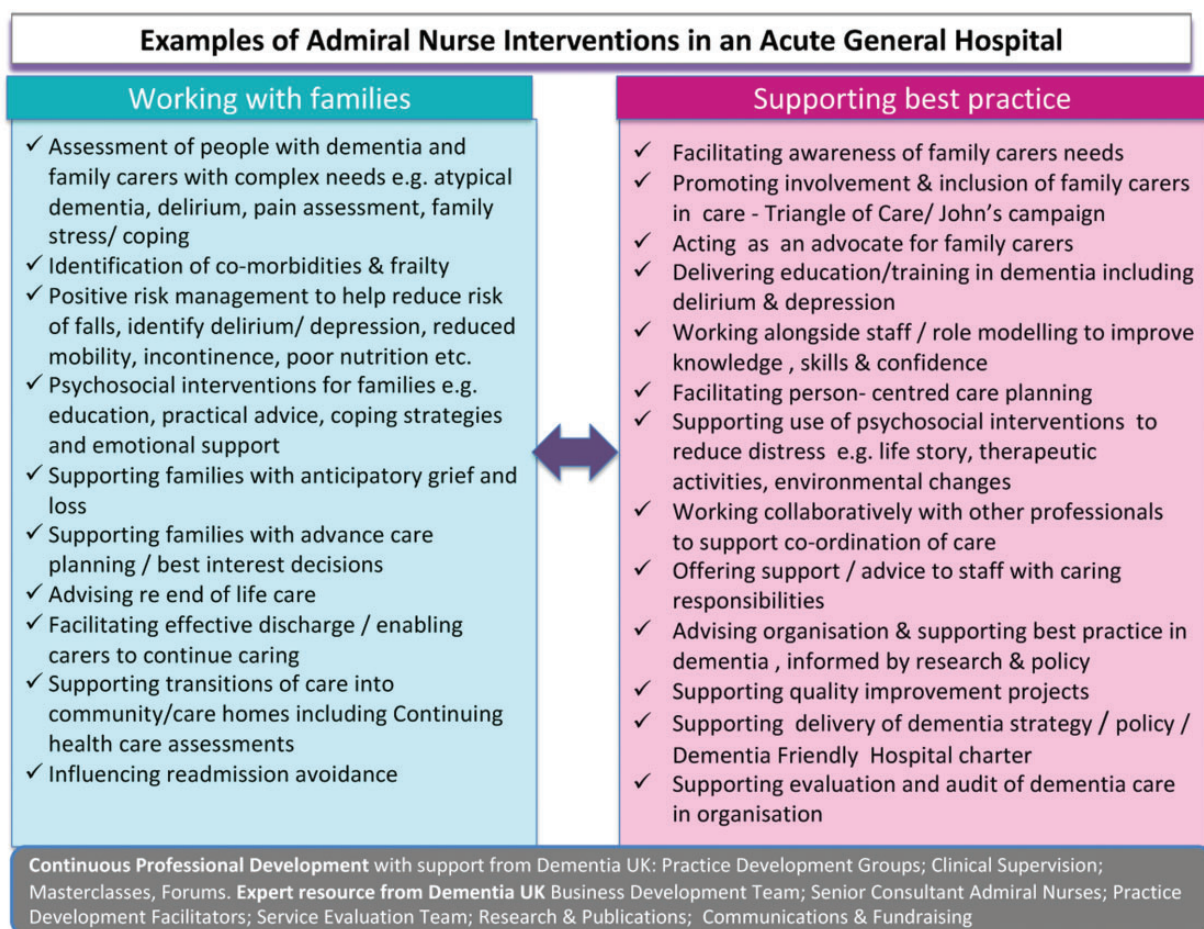 Examples of Admiral Nurse Interventions in an Acute General Hospital
Working with families
✓ Assessment of people with dementia and
family carers with complex needs e.g. atypical
dementia, delirium, pain assessment, family
stress/ coping
✓ Identification of co-morbidities & frailty
✓ Positive risk management to help reduce risk
of falls, identify delirium/ depression, reduced
mobility, incontinence, poor nutrition etc.
✓ Psychosocial interventions for families e.g.
education, practical advice, coping strategies
and emotional support
✓ Supporting families with anticipatory grief and
loss
✓ Supporting families with advance care
planning / best interest decisions
✓ Advising re end of life care
✓ Facilitating effective discharge / enabling
carers to continue caring
✓ Supporting transitions of care into
community/care homes including Continuing
health care assessments
✓ Influencing readmission avoidance
Supporting best practice
✓ Facilitating awareness of family carers needs
✓ Promoting involvement & inclusion of family carers
in care - Triangle of Care/ John's campaign
✓ Acting as an advocate for family carers
✓ Delivering education/training in dementia including
delirium & depression
✓ Working alongside staff / role modelling to improve
knowledge , skills & confidence
✓ Facilitating person- centred care planning
✓ Supporting use of psychosocial interventions to
reduce distress e.g. life story, therapeutic
activities, environmental changes
✓ Working collaboratively with other professionals
to support co-ordination of care
✓ Offering support / advice to staff with caring
responsibilities
✓ Advising organisation & supporting best practice in
dementia , informed by research & policy
✓ Supporting quality improvement projects
✓ Supporting delivery of dementia strategy / policy /
Dementia Friendly Hospital charter
✓ Supporting evaluation and audit of dementia care
in organisation
Continuous Professional Development with support from Dementia UK: Practice Development Groups; Clinical Supervision;
Masterclasses, Forums. Expert resource from Dementia UK Business Development Team; Senior Consultant Admiral Nurses; Practice
Development Facilitators; Service Evaluation Team; Research & Publications; Communications & Fundraising